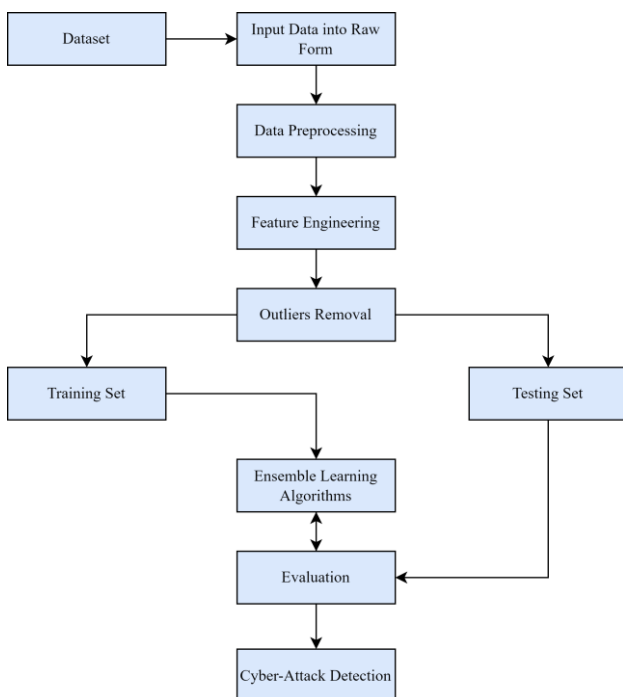 Dataset
Input Data into Raw
Form
Data Preprocessing
Feature Engineering
Outliers Removal
Training Set
Testing Set
Ensemble Learning
Algorithms
Evaluation
Cyber-Attack Detection